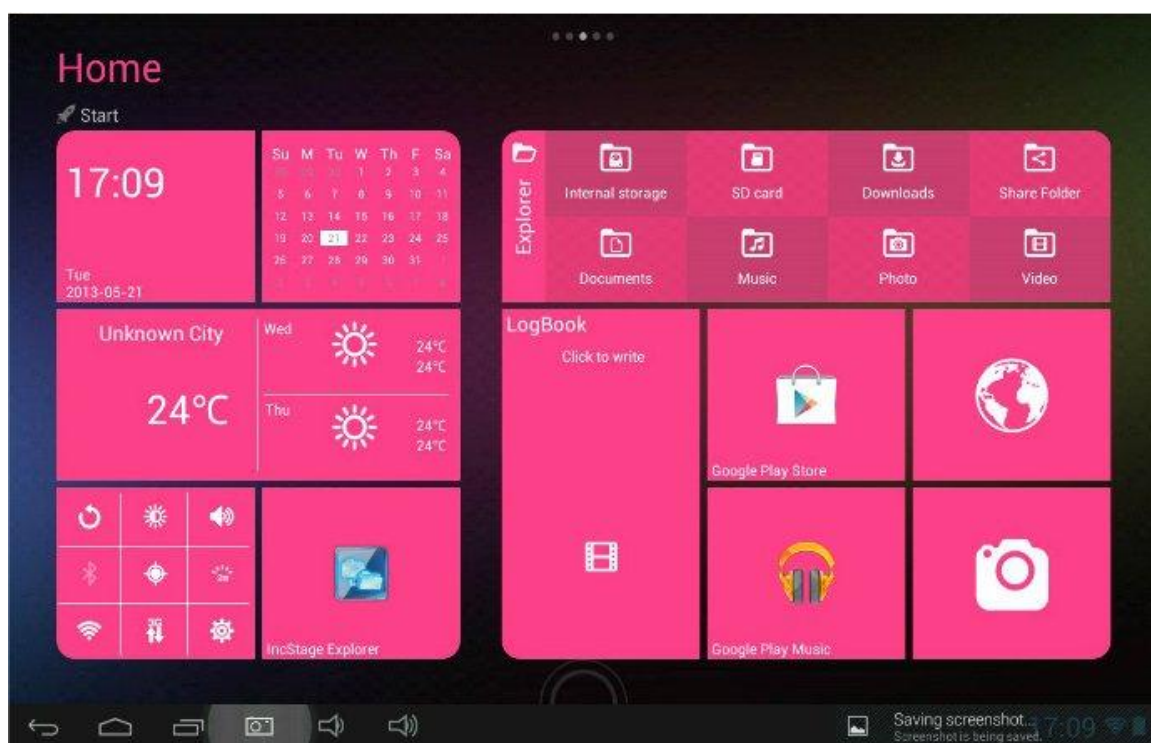 Home
Start
17:09
Tue
2013-05-21
Su M Tu W Th F Sa
1 2 3 4
5 6 7 8 9 10 11
12 13 14 15 16 17 18
19 20 21 22 23 24 25
26 27 28 29 30 31
Explorer
Internal storage
SD card
Downloads
Share Folder
Documents
Music
Photo
Video
Unknown City
24°C
Wed
24°C
24°C
Thu
24°C
24°C
LogBook
Click to write
Google Play Store
2m
3G
IncStage Explorer
Google Play Music
Saving screenshot...
Screenshot is being saved.
17:09